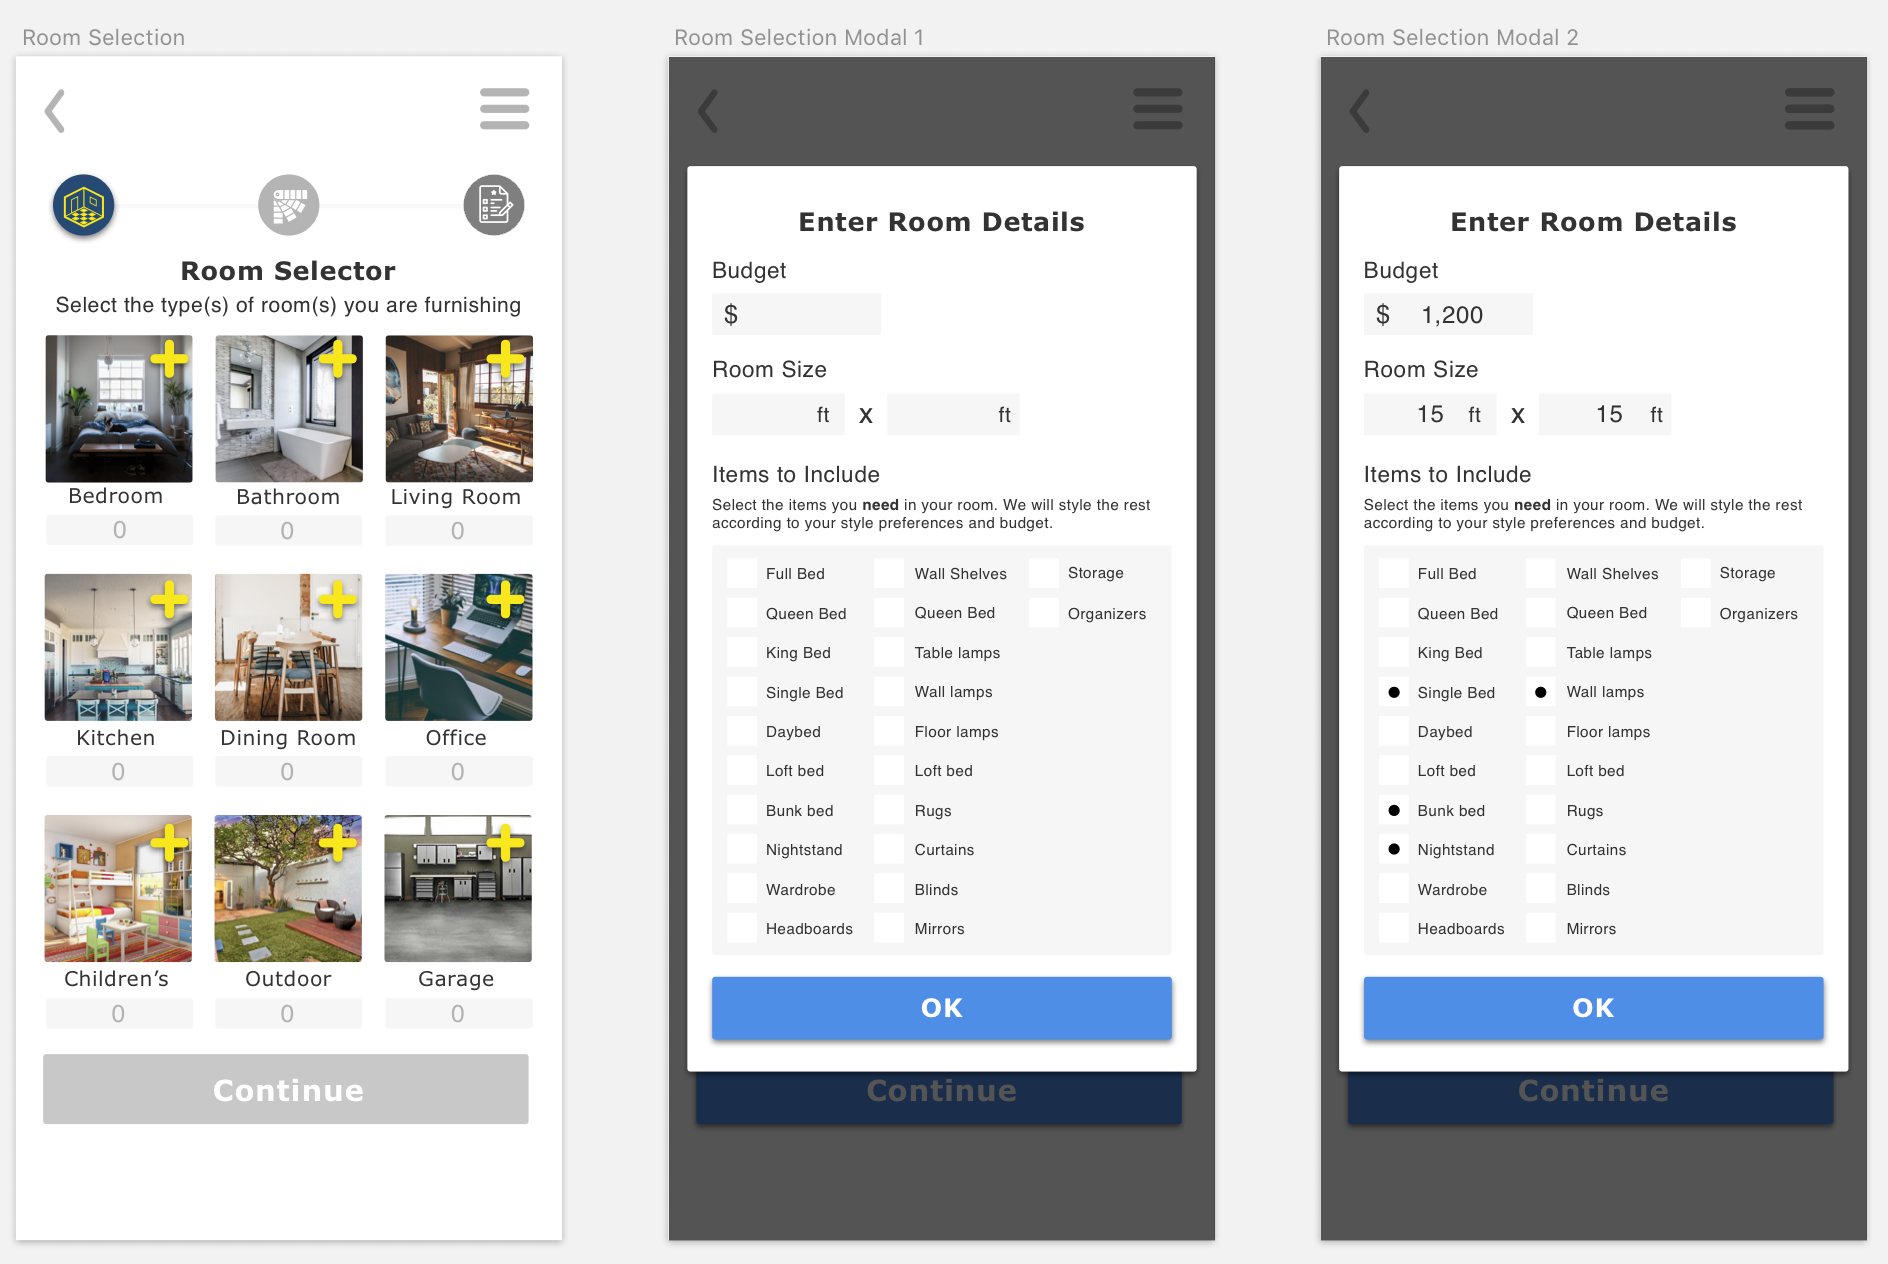 Room Selection
Room Selector
Select the type(s) of room(s) you are furnishing
Bedroom Bathroom Living Room
0 0 0
Kitchen Dining Room Office
0 0 0
Children’s Outdoor Garage
0 0 0
Continue
Room Selection Modal 1
Enter Room Details
Budget
$
Room Size
ft x ft
Items to Include
Select the items you need in your room. We will style the rest
according to your style preferences and budget.
Full Bed Wall Shelves Storage
Queen Bed Queen Bed Organizers
King Bed Table lamps
Single Bed Wall lamps
Daybed Floor lamps
Loft bed Loft bed
Bunk bed Rugs
Nightstand Curtains
Wardrobe Blinds
Headboards Mirrors
OK
Continue
Room Selection Modal 2
Enter Room Details
Budget
$ 1,200
Room Size
15 ft x 15 ft
Items to Include
Select the items you need in your room. We will style the rest
according to your style preferences and budget.
Full Bed Wall Shelves Storage
Queen Bed Queen Bed Organizers
King Bed Table lamps
Single Bed Wall lamps
Daybed Floor lamps
Loft bed Loft bed
Bunk bed Rugs
Nightstand Curtains
Wardrobe Blinds
Headboards Mirrors
OK
Continue